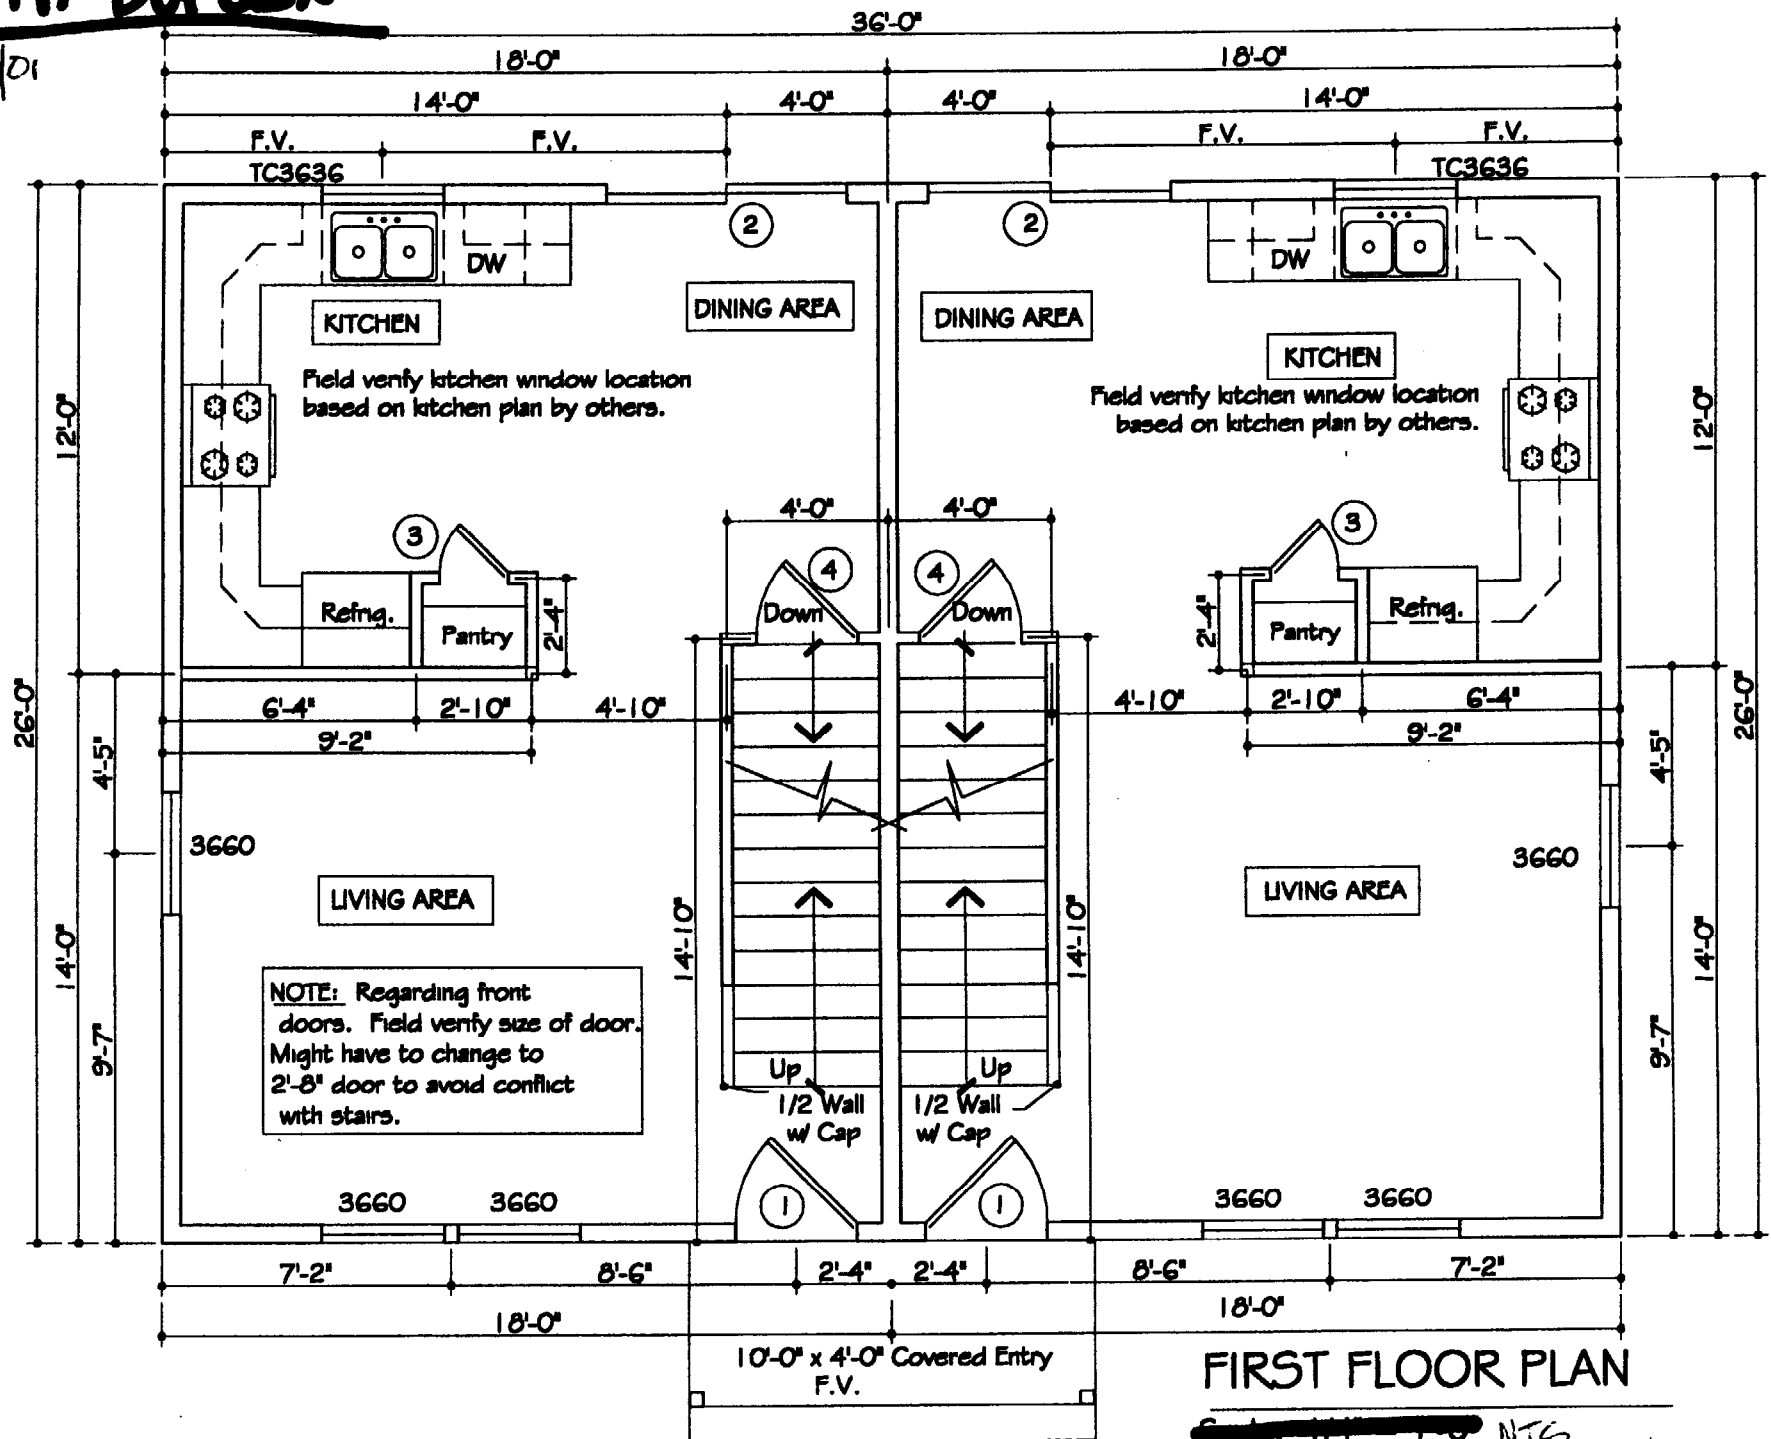 36'-0"
18'-0" 18'-0"
14'-0" 4'-0" 4'-0" 14'-0"
F.V. F.V. F.V. F.V.
TC3636 TC3636
2 2
DW DW
DINING AREA DINING AREA
KITCHEN KITCHEN
Field verify kitchen window location
based on kitchen plan by others.
Field verify kitchen window location
based on kitchen plan by others.
12'-0" 12'-0"
4'-0" 4'-0"
3 4 4 3
Down Down
Refrig. Pantry 2'-4" 2'-4" Pantry Refrig.
26'-0" 26'-0"
6'-4" 2'-10" 4'-10" 4'-10" 2'-10" 6'-4"
9'-2" 9'-2"
4'-5" 4'-5"
3660 3660
LIVING AREA LIVING AREA
14'-0" 14'-10" 14'-10" 14'-0"
NOTE: Regarding front
doors. Field verify size of door.
Might have to change to
2'-8" door to avoid conflict
with stairs.
9'-7" 9'-7"
Up Up
1/2 Wall 1/2 Wall
w/ Cap w/ Cap
3660 3660 1 1 3660 3660
7'-2" 8'-6" 2'-4" 2'-4" 8'-6" 7'-2"
18'-0" 18'-0"
10'-0" x 4'-0" Covered Entry
F.V.
FIRST FLOOR PLAN
NTS